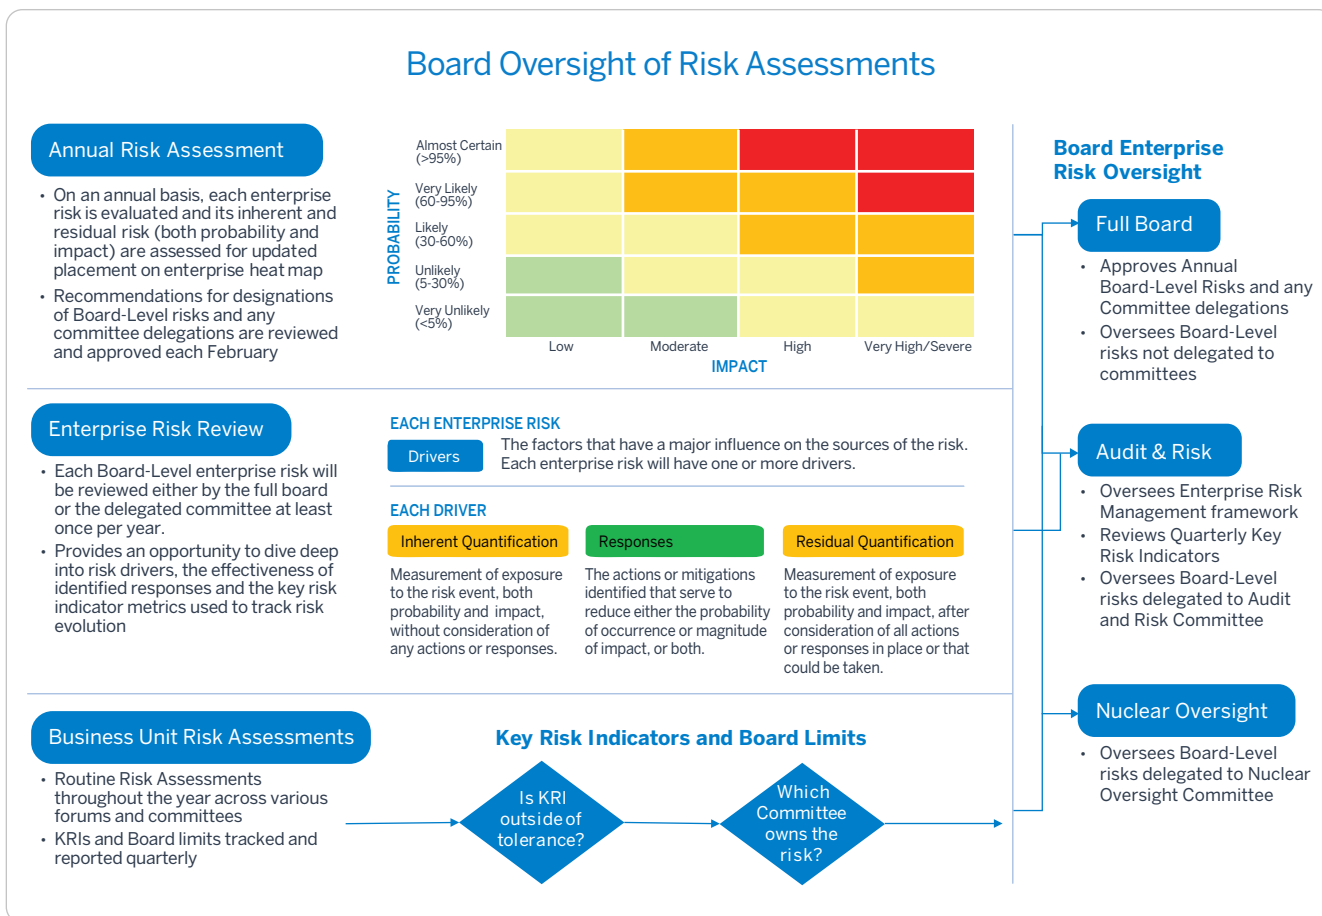 Board Oversight of Risk Assessments
Annual Risk Assessment
• On an annual basis, each enterprise
risk is evaluated and its inherent and
residual risk (both probability and
impact) are assessed for updated
placement on enterprise heat map
• Recommendations for designations
of Board-Level risks and any
committee delegations are reviewed
and approved each February
PROBABILITY
Almost Certain
(>95%)
Very Likely
(60-95%)
Likely
(30-60%)
Unlikely
(5-30%)
Very Unlikely
(<5%)
Low
Moderate
High
Very High/Severe
IMPACT
Enterprise Risk Review
• Each Board-Level enterprise risk will
be reviewed either by the full board
or the delegated committee at least
once per year.
• Provides an opportunity to dive deep
into risk drivers, the effectiveness of
identified responses and the key risk
indicator metrics used to track risk
evolution
EACH ENTERPRISE RISK
Drivers
The factors that have a major influence on the sources of the risk.
Each enterprise risk will have one or more drivers.
EACH DRIVER
Inherent Quantification
Measurement of exposure
to the risk event, both
probability and impact,
without consideration of
any actions or responses.
Responses
The actions or mitigations
identified that serve to
reduce either the probability
of occurrence or magnitude
of impact, or both.
Residual Quantification
Measurement of exposure
to the risk event, both
probability and impact, after
consideration of all actions
or responses in place or that
could be taken.
Business Unit Risk Assessments
• Routine Risk Assessments
throughout the year across various
forums and committees
• KRIs and Board limits tracked and
reported quarterly
Key Risk Indicators and Board Limits
Is KRI
outside of
tolerance?
Which
Committee
owns the
risk?
Board Enterprise
Risk Oversight
Full Board
• Approves Annual
Board-Level Risks and any
Committee delegations
• Oversees Board-Level
risks not delegated to
committees
Audit & Risk
• Oversees Enterprise Risk
Management framework
• Reviews Quarterly Key
Risk Indicators
• Oversees Board-Level
risks delegated to Audit
and Risk Committee
Nuclear Oversight
• Oversees Board-Level
risks delegated to Nuclear
Oversight Committee